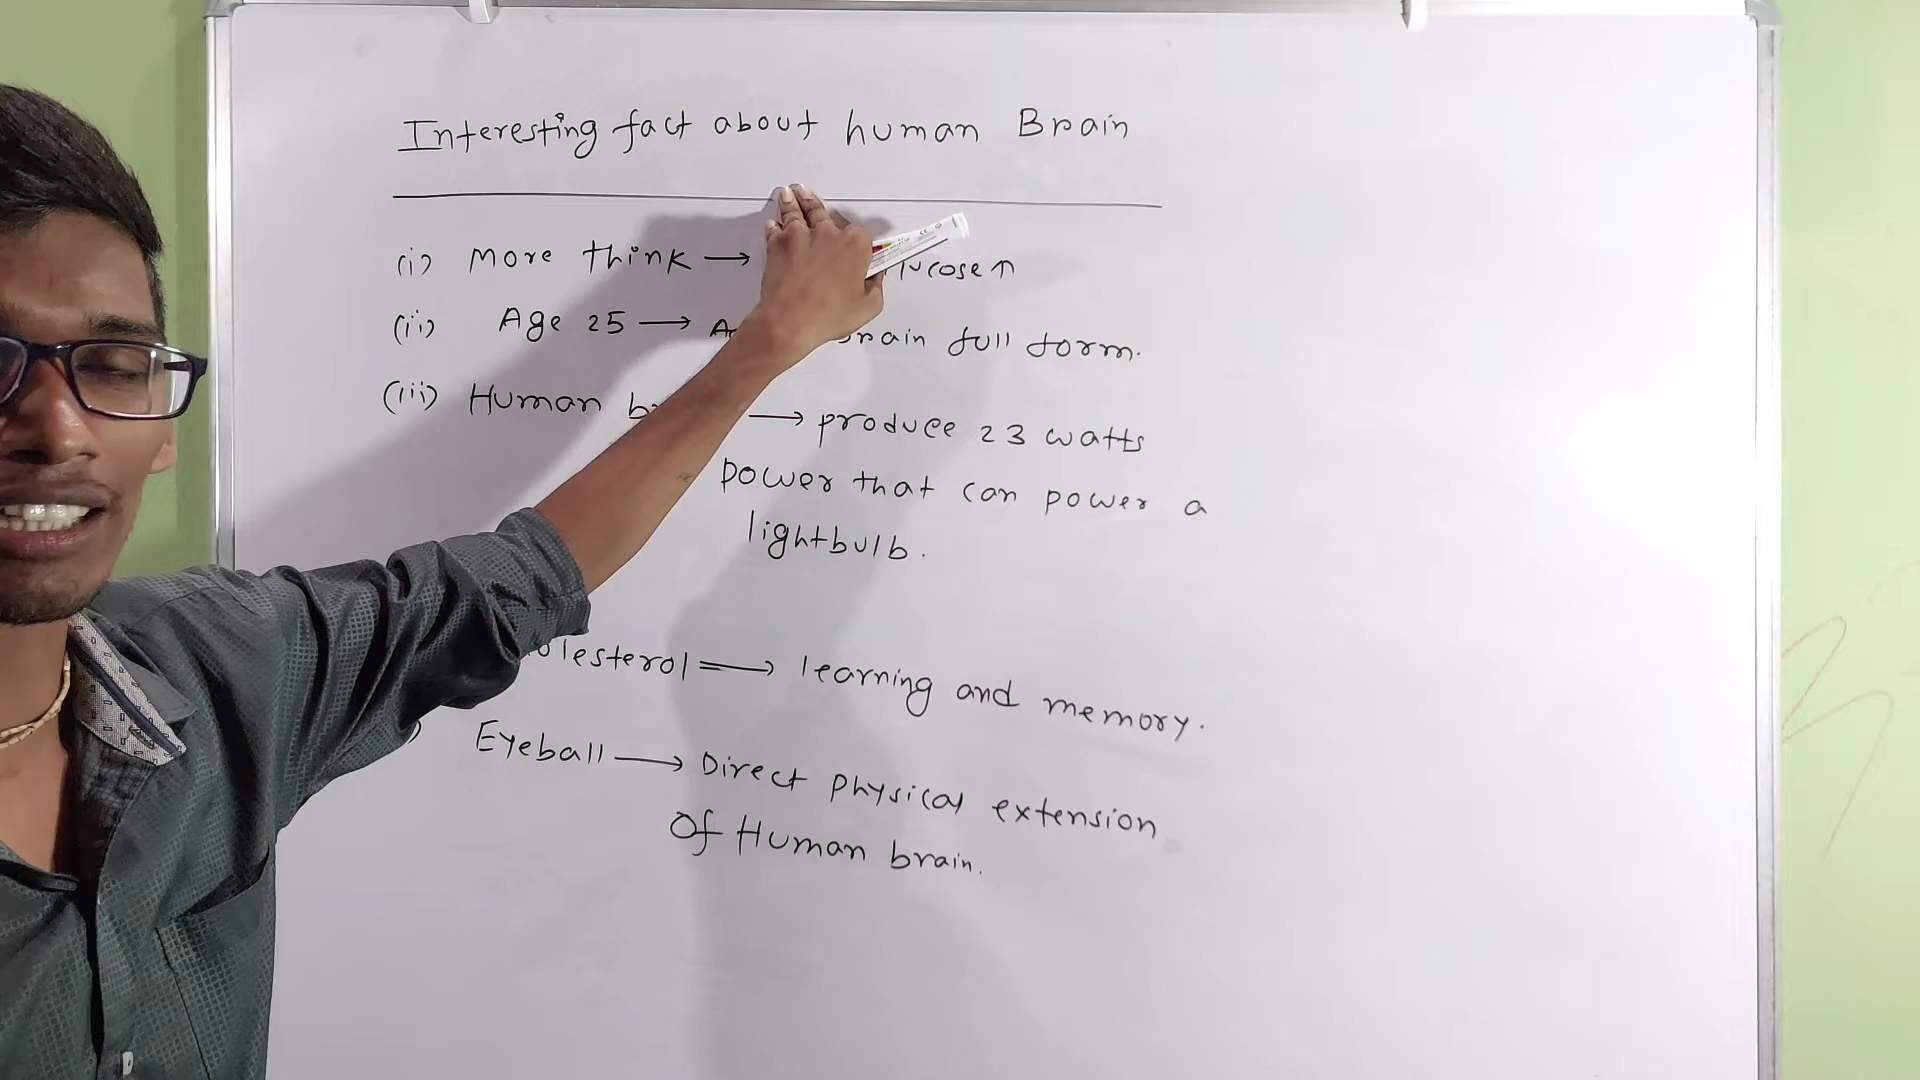 Interesting fact about human Brain
(i) More think → ucose ↑
(ii) Age 25 → rain full form.
(iii) Human → produce 23 watts
power that can power a
lightbulb.
olesterol ⟹ learning and memory.
Eyeball → Direct physical extension
Of Human brain.